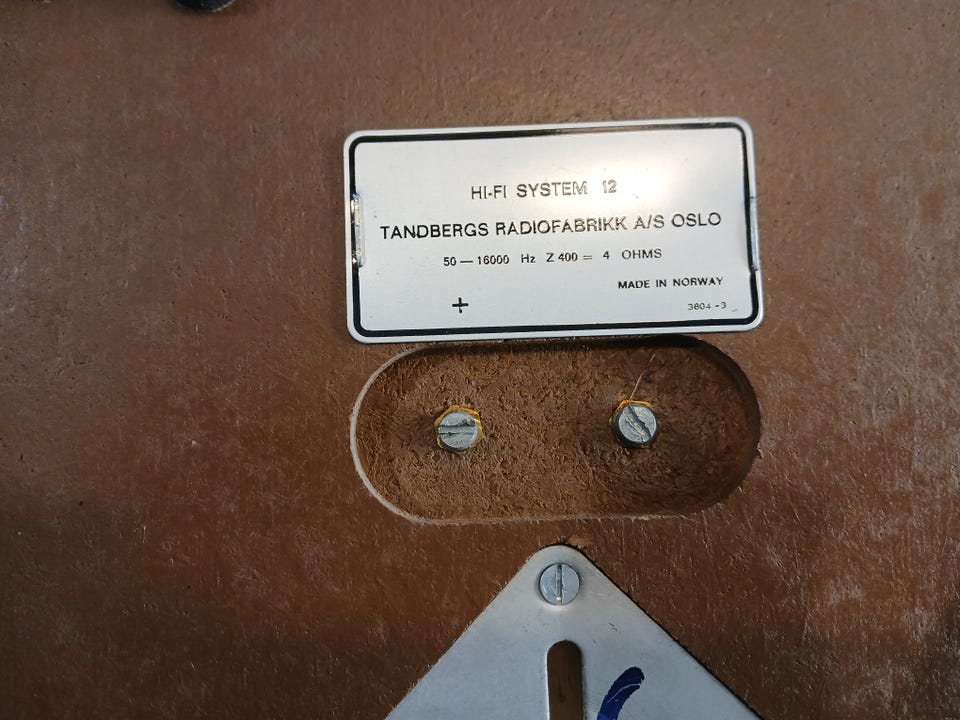 HI-FI SYSTEM 12
TANDBERGS RADIOFABRIKK A/S OSLO
50 — 16000 Hz Z 400 = 4 OHMS
MADE IN NORWAY
+ 3804 - 3